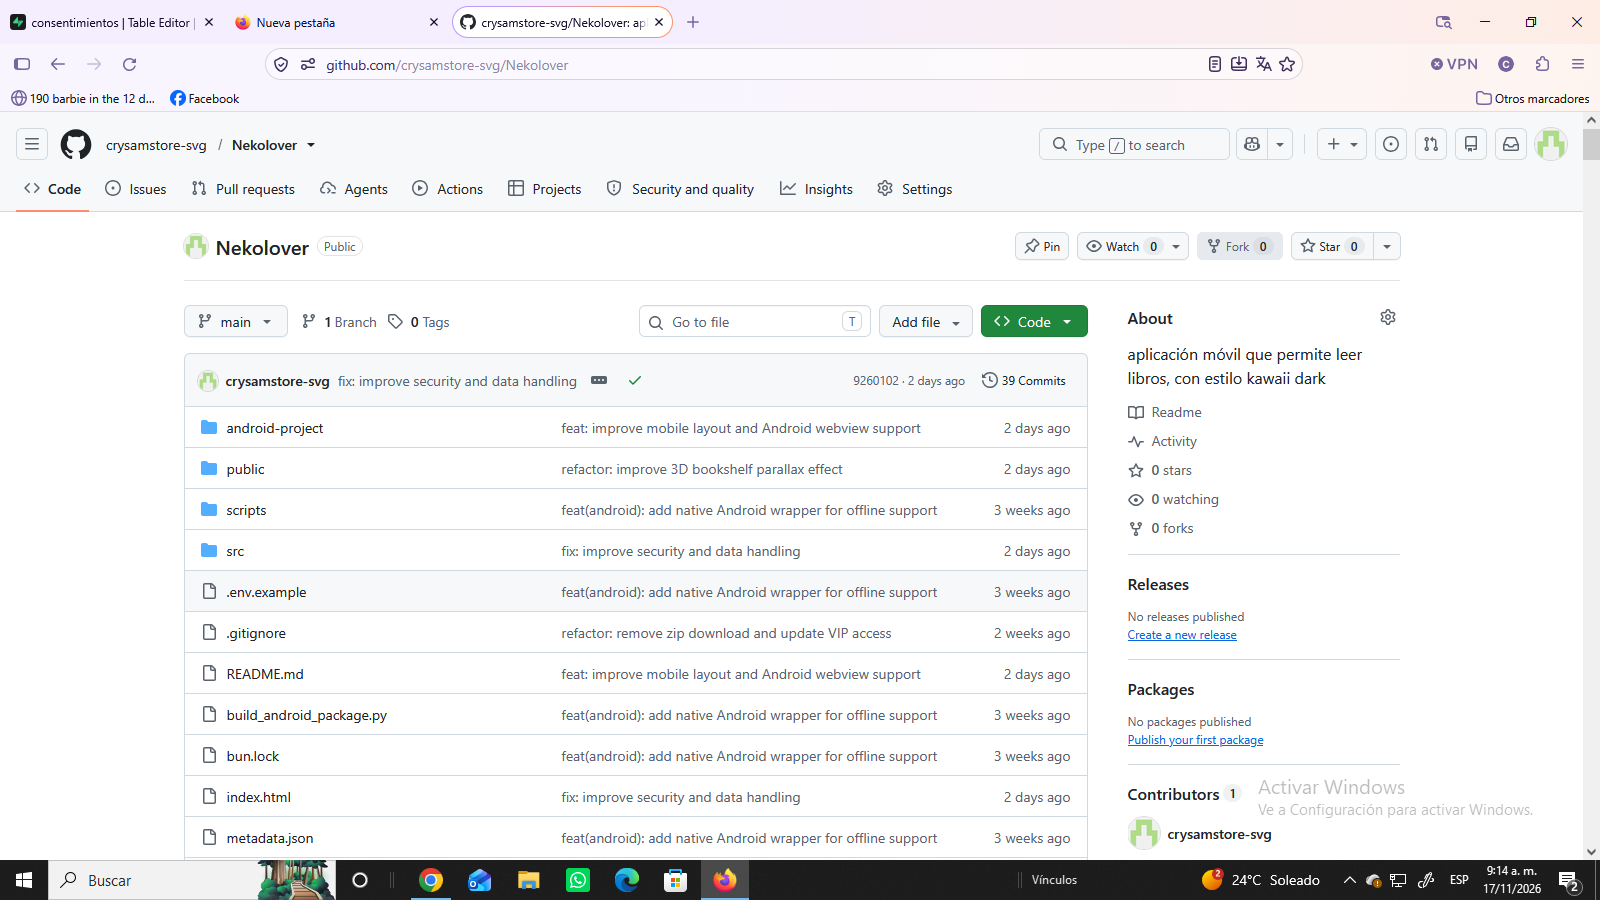 consentimientos | Table Editor |
Nueva pestaña
crysamstore-svg/Nekolover: apl
github.com/crysamstore-svg/Nekolover
VPN
C
190 barbie in the 12 d...
Facebook
Otros marcadores
crysamstore-svg / Nekolover
Type / to search
Code
Issues
Pull requests
Agents
Actions
Projects
Security and quality
Insights
Settings
Nekolover Public
Pin
Watch 0
Fork 0
Star 0
main
1 Branch
0 Tags
Go to file T
Add file
Code
crysamstore-svg fix: improve security and data handling 9260102 · 2 days ago 39 Commits
android-project feat: improve mobile layout and Android webview support 2 days ago
public refactor: improve 3D bookshelf parallax effect 2 days ago
scripts feat(android): add native Android wrapper for offline support 3 weeks ago
src fix: improve security and data handling 2 days ago
.env.example feat(android): add native Android wrapper for offline support 3 weeks ago
.gitignore refactor: remove zip download and update VIP access 2 weeks ago
README.md feat: improve mobile layout and Android webview support 2 days ago
build_android_package.py feat(android): add native Android wrapper for offline support 3 weeks ago
bun.lock feat(android): add native Android wrapper for offline support 3 weeks ago
index.html fix: improve security and data handling 2 days ago
metadata.json feat(android): add native Android wrapper for offline support 3 weeks ago
About
aplicación móvil que permite leer
libros, con estilo kawaii dark
Readme
Activity
0 stars
0 watching
0 forks
Releases
No releases published
Create a new release
Packages
No packages published
Publish your first package
Contributors 1
crysamstore-svg
Activar Windows
Ve a Configuración para activar Windows.
Buscar
Vínculos
2
24°C Soleado
ESP
9:14 a. m.
17/11/2026
2